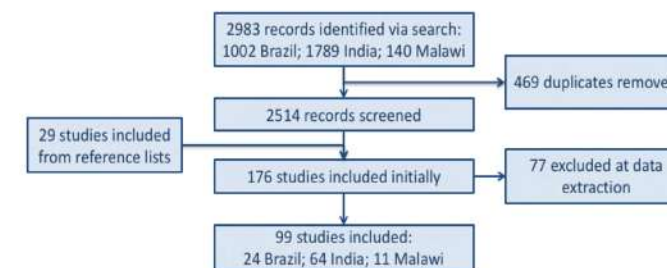 2983 records identified via search:
1002 Brazil; 1789 India; 140 Malawi
469 duplicates remove
2514 records screened
29 studies included
from reference lists
176 studies included initially
77 excluded at data
extraction
99 studies included:
24 Brazil; 64 India; 11 Malawi